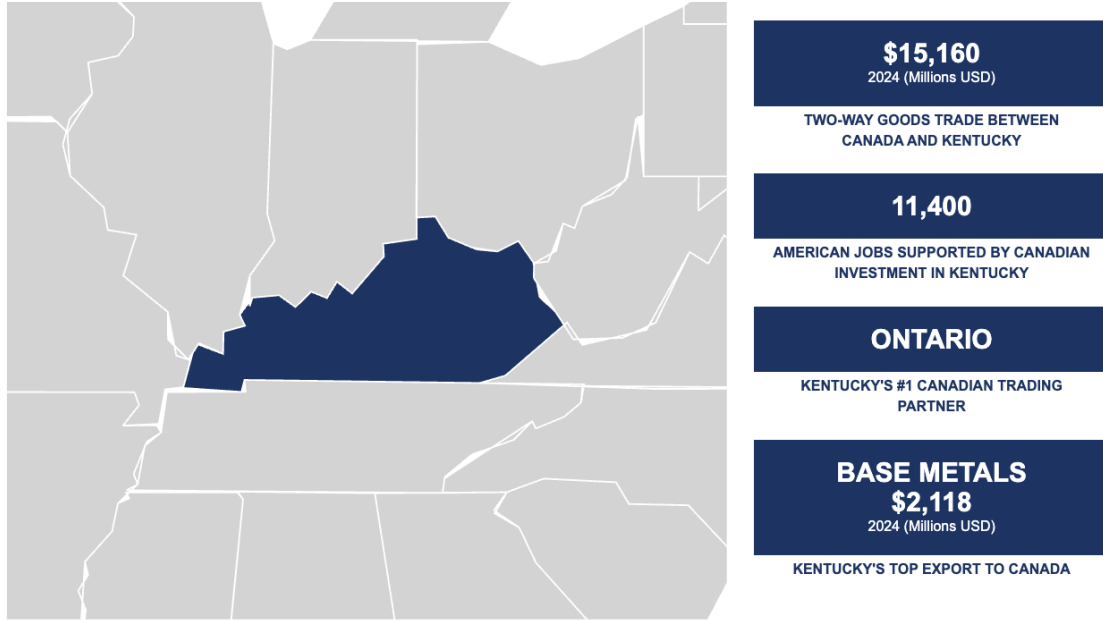 $15,160
2024 (Millions USD)
TWO-WAY GOODS TRADE BETWEEN
CANADA AND KENTUCKY
11,400
AMERICAN JOBS SUPPORTED BY CANADIAN
INVESTMENT IN KENTUCKY
ONTARIO
KENTUCKY'S #1 CANADIAN TRADING
PARTNER
BASE METALS
$2,118
2024 (Millions USD)
KENTUCKY'S TOP EXPORT TO CANADA